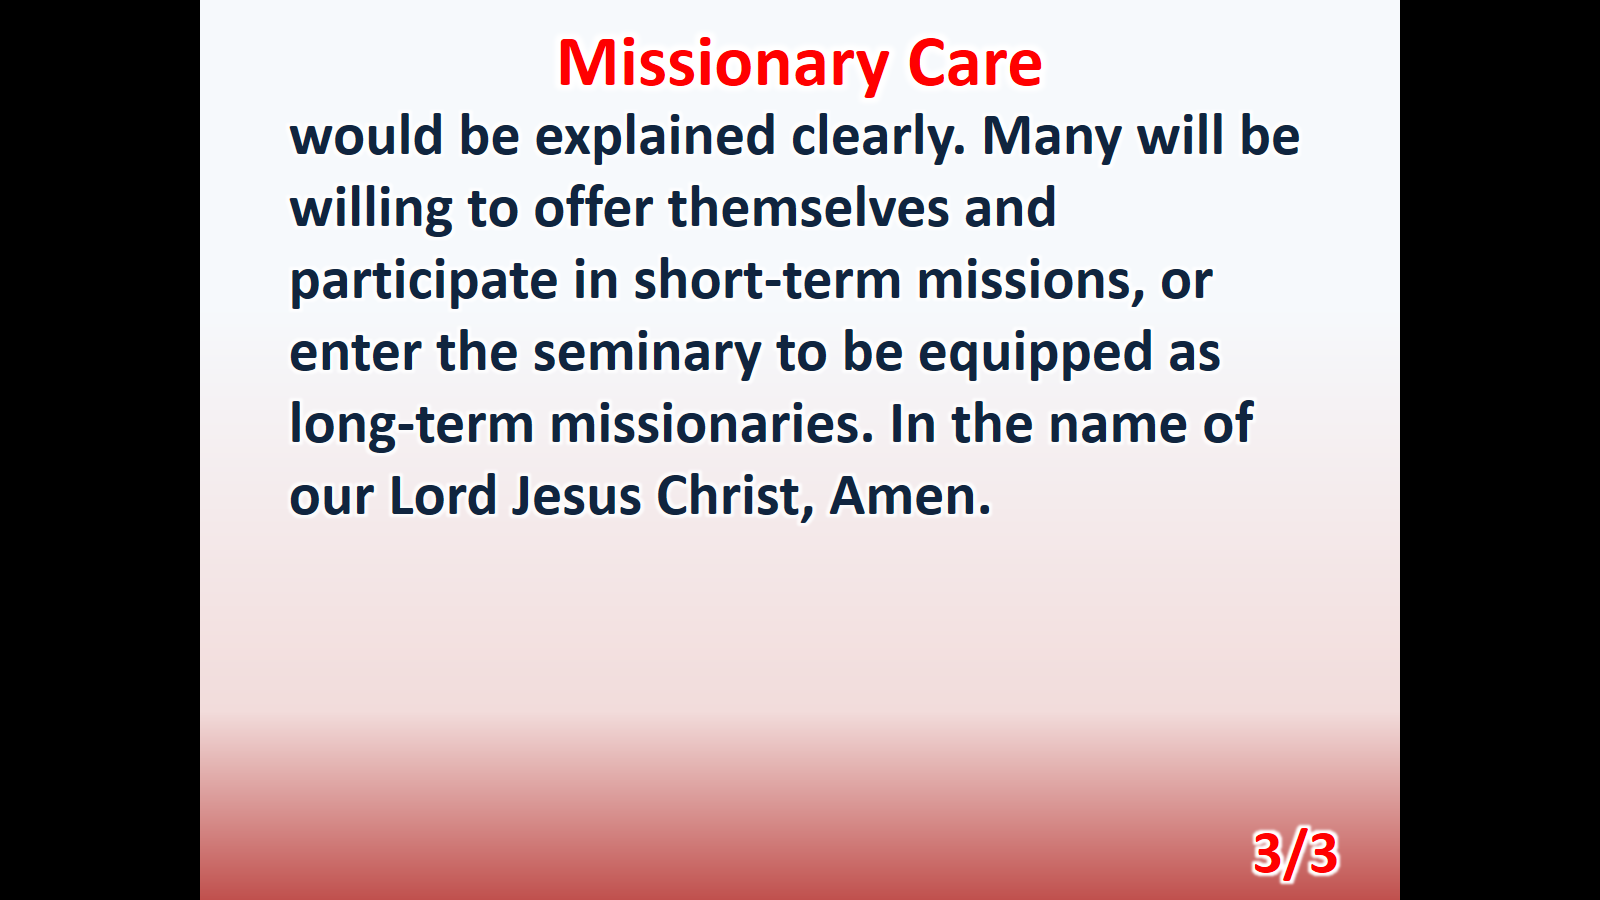 Missionary Care
would be explained clearly. Many will be
willing to offer themselves and
participate in short-term missions, or
enter the seminary to be equipped as
long-term missionaries. In the name of
our Lord Jesus Christ, Amen.
3/3